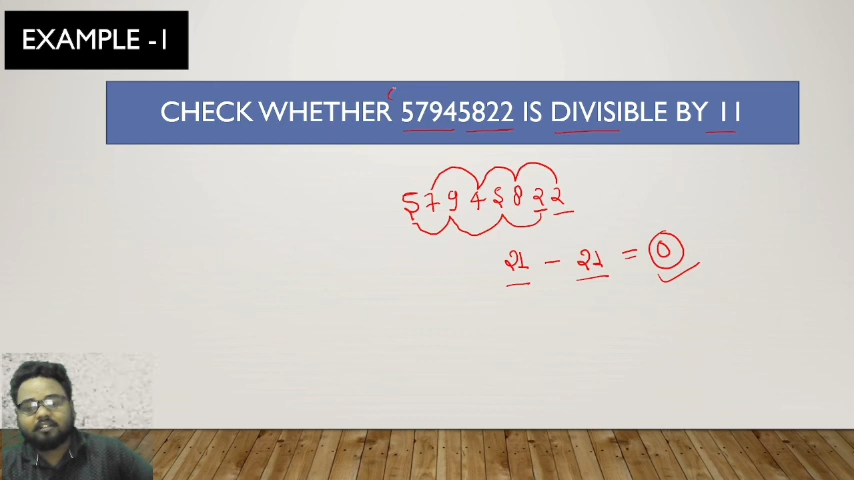 EXAMPLE -1
CHECK WHETHER 57945822 IS DIVISIBLE BY 11
57945822
21 - 21 = 0